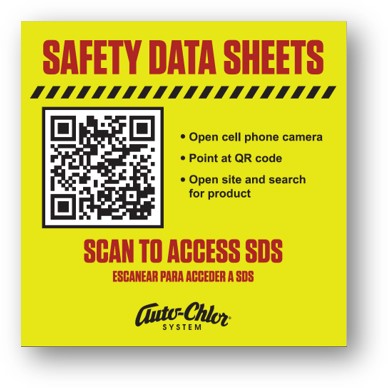 SAFETY DATA SHEETS
• Open cell phone camera
• Point at QR code
• Open site and search
for product
SCAN TO ACCESS SDS
ESCANEAR PARA ACCEDER A SDS
Auto-Chlor
SYSTEM